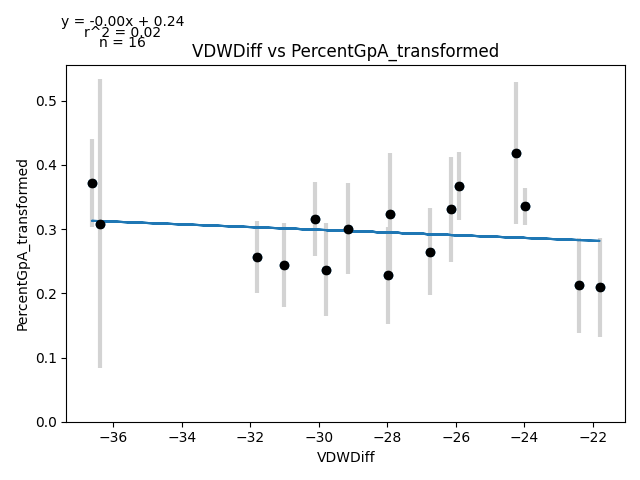 y = -0.00x + 0.24
r^2 = 0.02
n = 16
VDWDiff vs PercentGpA_transformed
PercentGpA_transformed
0.5
0.4
0.3
0.2
0.1
0.0
−36
−34
−32
−30
−28
−26
−24
−22
VDWDiff